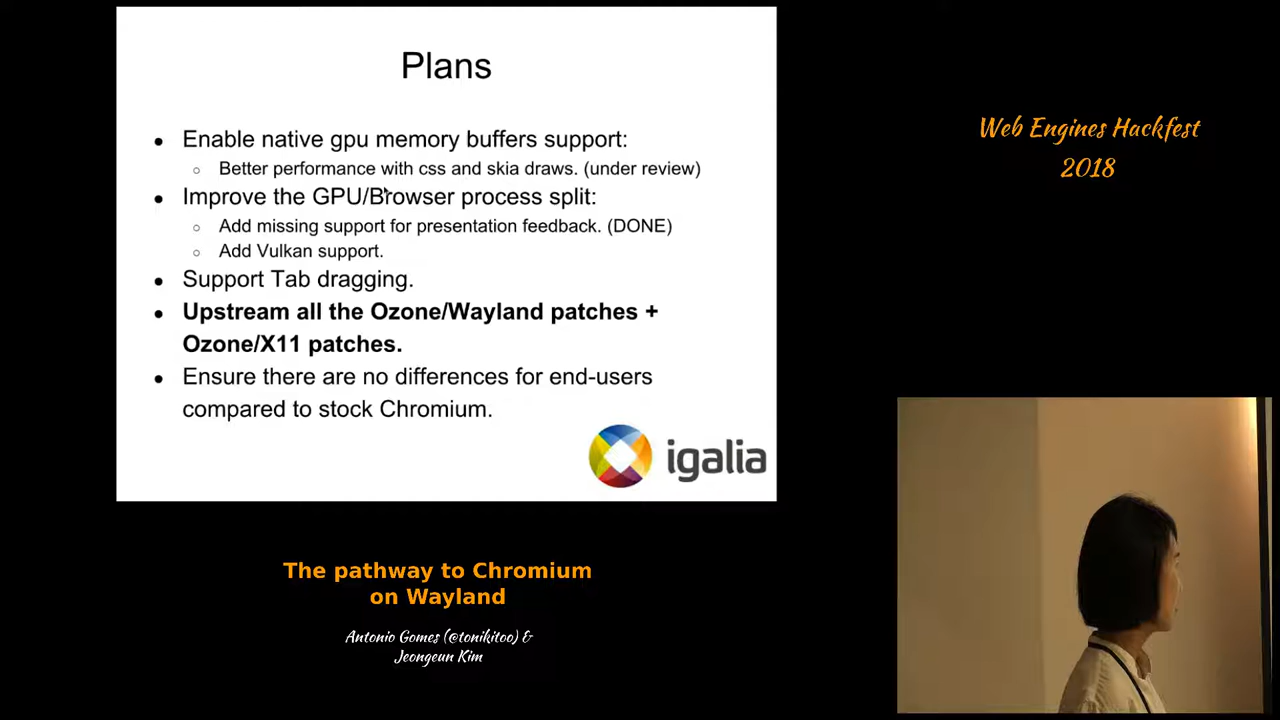 Plans
Enable native gpu memory buffers support:
Better performance with css and skia draws. (under review)
Improve the GPU/Browser process split:
Add missing support for presentation feedback. (DONE)
Add Vulkan support.
Support Tab dragging.
Upstream all the Ozone/Wayland patches +
Ozone/X11 patches.
Ensure there are no differences for end-users
compared to stock Chromium.
igalia
Web Engines Hackfest
2018
The pathway to Chromium
on Wayland
Antonio Gomes (@tonikitoo) &
Jeongeun Kim